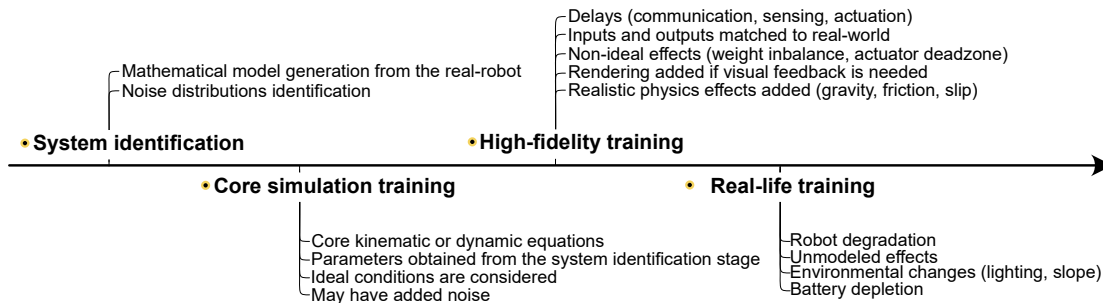 Mathematical model generation from the real-robot
Noise distributions identification
System identification
Core simulation training
Core kinematic or dynamic equations
Parameters obtained from the system identification stage
Ideal conditions are considered
May have added noise
Delays (communication, sensing, actuation)
Inputs and outputs matched to real-world
Non-ideal effects (weight inbalance, actuator deadzone)
Rendering added if visual feedback is needed
Realistic physics effects added (gravity, friction, slip)
High-fidelity training
Real-life training
Robot degradation
Unmodeled effects
Environmental changes (lighting, slope)
Battery depletion